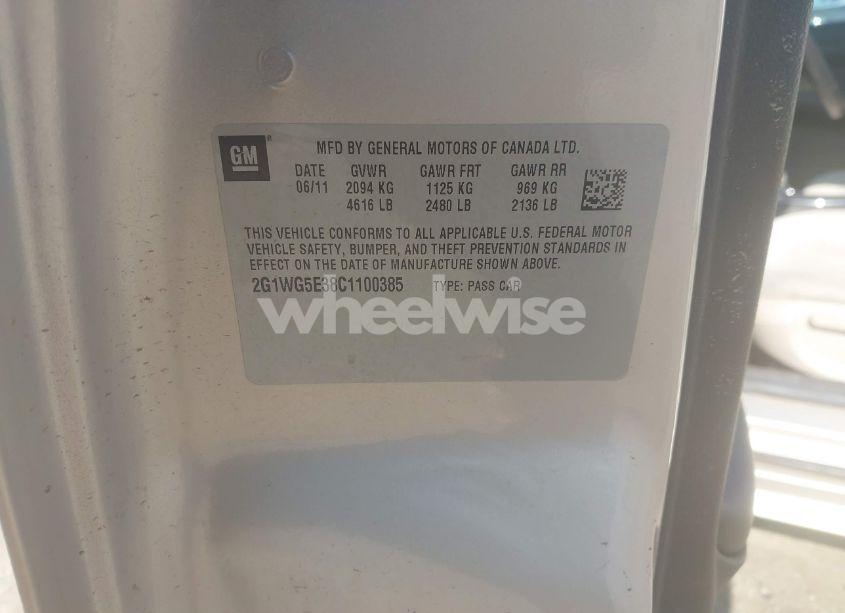 GM
MFD BY GENERAL MOTORS OF CANADA LTD.
DATE GVWR GAWR FRT GAWR RR
06/11 2094 KG 1125 KG 969 KG
4616 LB 2480 LB 2136 LB
THIS VEHICLE CONFORMS TO ALL APPLICABLE U.S. FEDERAL MOTOR
VEHICLE SAFETY, BUMPER, AND THEFT PREVENTION STANDARDS IN
EFFECT ON THE DATE OF MANUFACTURE SHOWN ABOVE.
2G1WG5E38C1100385 TYPE: PASS CAR
wheelwise